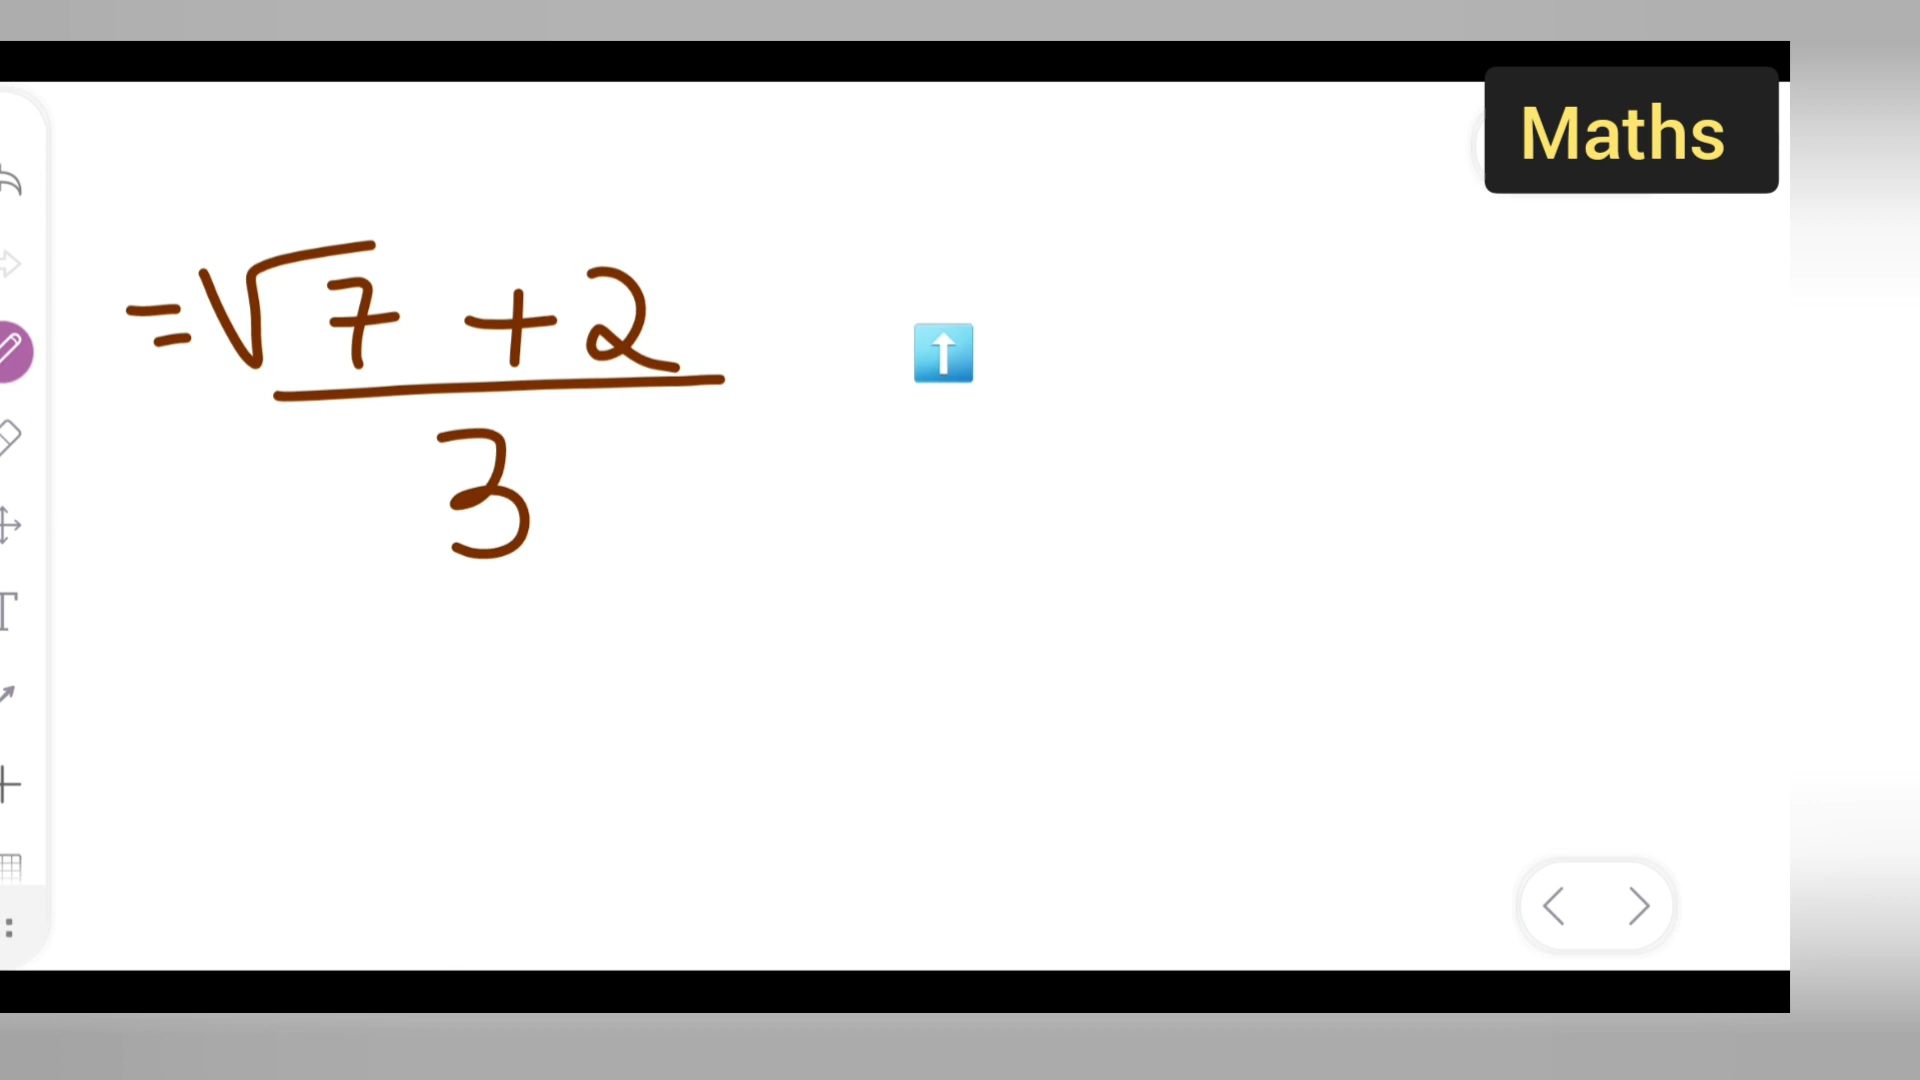 Maths
= √7 + 2
3